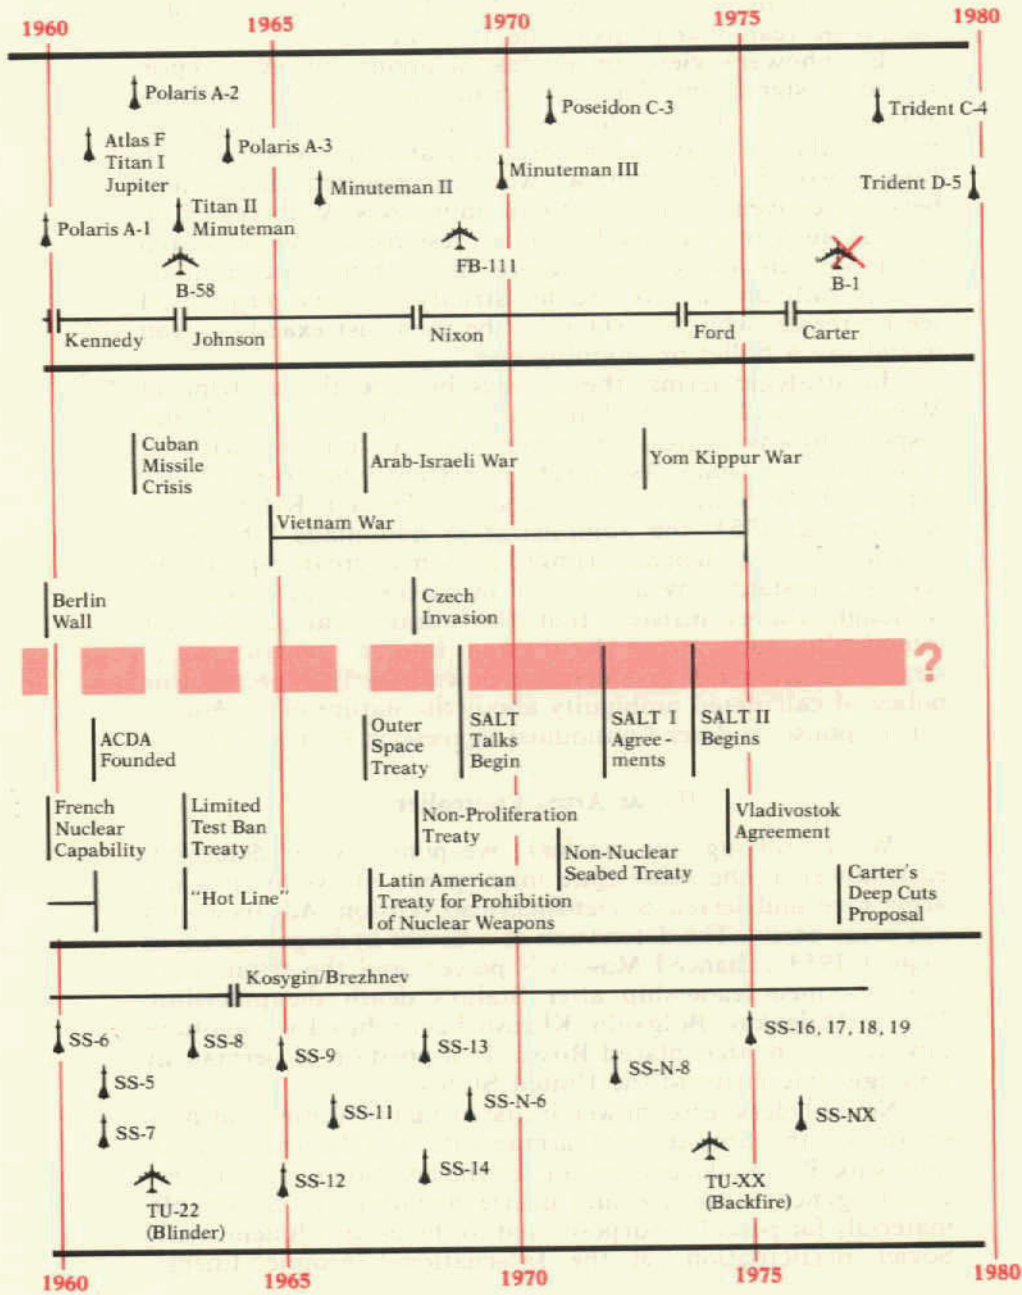 1960 1965 1970 1975 1980
Polaris A-2
Poseidon C-3
Trident C-4
Atlas F
Titan I
Jupiter
Polaris A-3
Minuteman III
Minuteman II
Trident D-5
Polaris A-1
Titan II
Minuteman
B-58
FB-111
B-1
Kennedy
Johnson
Nixon
Ford
Carter
Cuban
Missile
Crisis
Arab-Israeli War
Yom Kippur War
Vietnam War
Berlin
Wall
Czech
Invasion
?
ACDA
Founded
Outer
Space
Treaty
SALT
Talks
Begin
SALT I
Agree-
ments
SALT II
Begins
French
Nuclear
Capability
Limited
Test Ban
Treaty
Non-Proliferation
Treaty
Vladivostok
Agreement
Non-Nuclear
Seabed Treaty
"Hot Line"
Latin American
Treaty for Prohibition
of Nuclear Weapons
Carter's
Deep Cuts
Proposal
Kosygin/Brezhnev
SS-6
SS-8
SS-9
SS-13
SS-16, 17, 18, 19
SS-5
SS-N-8
SS-7
SS-11
SS-N-6
SS-NX
TU-22
(Blinder)
SS-12
SS-14
TU-XX
(Backfire)
1960 1965 1970 1975 1980